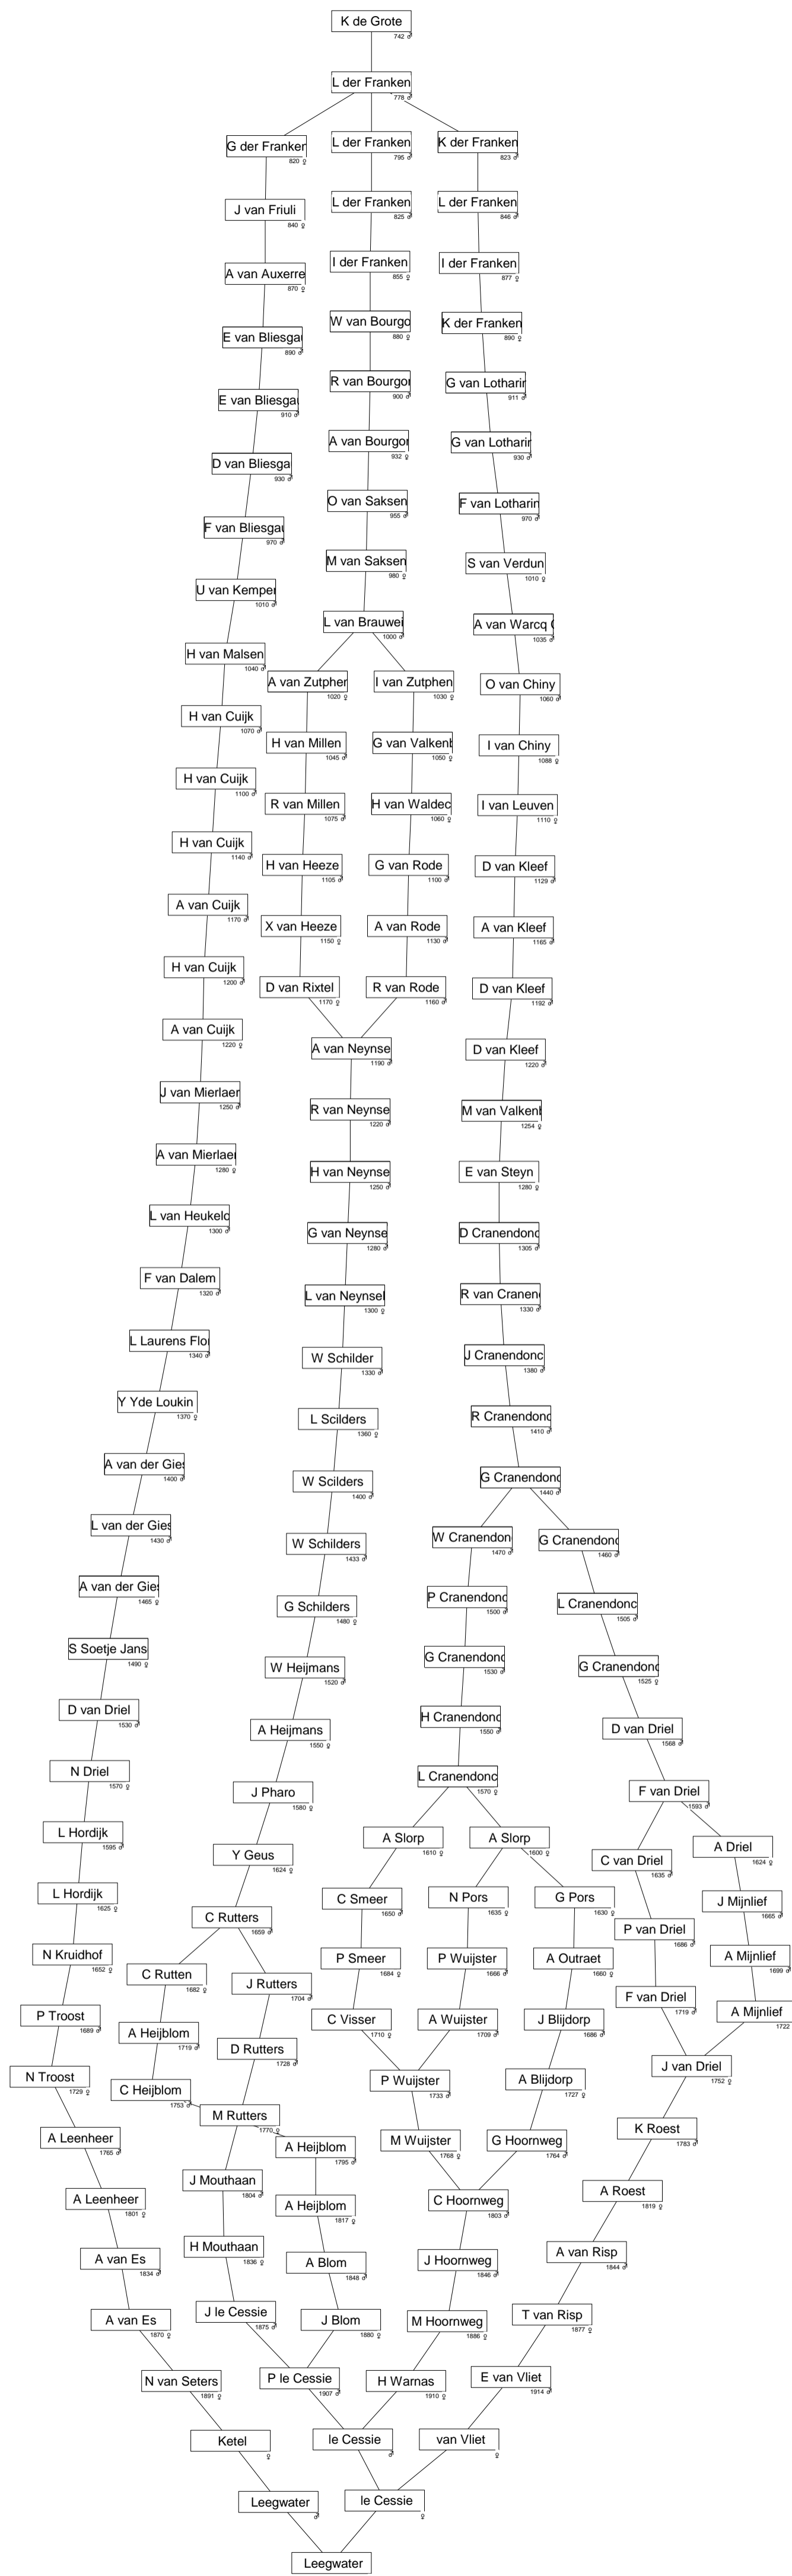 K de Grote
742 ♂
L der Franken
778 ♂
G der Franken
820 ♀
L der Franken
795 ♂
K der Franken
823 ♂
J van Friuli
840 ♀
L der Franken
825 ♂
L der Franken
846 ♂
A van Auxerre
870 ♀
I der Franken
855 ♀
I der Franken
877 ♀
E van Bliesgau
890 ♂
W van Bourgo
880 ♀
K der Franken
890 ♀
E van Bliesgau
910 ♂
R van Bourgon
900 ♂
G van Lotharin
911 ♂
D van Bliesga
930 ♂
A van Bourgon
932 ♀
G van Lotharin
930 ♂
F van Bliesgau
970 ♂
O van Saksen
955 ♂
F van Lotharin
970 ♂
U van Kempen
1010 ♂
M van Saksen
980 ♀
S van Verdun
1010 ♀
H van Malsen
1040 ♂
L van Brauwei
1000 ♂
A van Warcq
1035 ♂
H van Cuijk
1070 ♂
A van Zutphen
1020 ♀
I van Zutphen
1030 ♀
O van Chiny
1060 ♂
H van Cuijk
1100 ♂
H van Millen
1045 ♂
G van Valkenb
1050 ♀
I van Chiny
1088 ♀
H van Cuijk
1140 ♂
R van Millen
1075 ♂
H van Waldec
1060 ♀
I van Leuven
1110 ♀
A van Cuijk
1170 ♂
H van Heeze
1105 ♂
G van Rode
1100 ♂
D van Kleef
1129 ♂
H van Cuijk
1200 ♂
X van Heeze
1150 ♀
A van Rode
1130 ♂
A van Kleef
1165 ♂
A van Cuijk
1220 ♀
D van Rixtel
1170 ♀
R van Rode
1160 ♂
D van Kleef
1192 ♂
J van Mierlaer
1250 ♂
A van Neynse
1190 ♂
D van Kleef
1220 ♂
A van Mierlaer
1280 ♀
R van Neynse
1220 ♂
M van Valkenb
1254 ♀
L van Heukelo
1300 ♂
H van Neynse
1250 ♂
E van Steyn
1280 ♀
F van Dalem
1320 ♂
G van Neynse
1280 ♂
D Cranendonc
1305 ♂
L Laurens Flor
1340 ♂
L van Neynsel
1300 ♀
R van Cranen
1330 ♂
Y Yde Loukin
1370 ♀
W Schilder
1330 ♂
J Cranendonc
1380 ♂
A van der Gies
1400 ♂
L Scilders
1360 ♀
R Cranendonc
1410 ♂
L van der Gies
1430 ♂
W Scilders
1400 ♂
G Cranendonc
1440 ♂
A van der Gies
1465 ♂
W Schilders
1433 ♂
W Cranendon
1470 ♂
G Cranendonc
1460 ♂
S Soetje Jans
1490 ♀
G Schilders
1480 ♀
P Cranendonc
1500 ♂
L Cranendonc
1505 ♂
D van Driel
1530 ♂
W Heijmans
1520 ♂
G Cranendonc
1530 ♂
G Cranendonc
1525 ♀
N Driel
1570 ♀
A Heijmans
1550 ♀
H Cranendonc
1550 ♂
D van Driel
1568 ♂
L Hordijk
1595 ♂
J Pharo
1580 ♀
L Cranendonc
1570 ♀
F van Driel
1593 ♂
L Hordijk
1625 ♀
Y Geus
1624 ♀
A Slorp
1610 ♀
A Slorp
1600 ♀
C van Driel
1635 ♀
A Driel
1624 ♀
N Kruidhof
1652 ♀
C Rutters
1659 ♂
C Smeer
1650 ♂
N Pors
1635 ♀
G Pors
1630 ♀
P van Driel
1686 ♂
J Mijnlief
1665 ♂
P Troost
1689 ♂
C Rutten
1682 ♀
J Rutters
1704 ♂
P Smeer
1684 ♀
P Wuijster
1666 ♂
A Outraet
1660 ♀
F van Driel
1719 ♂
A Mijnlief
1699 ♂
N Troost
1729 ♀
A Heijblom
1719 ♂
D Rutters
1728 ♂
C Visser
1710 ♀
A Wuijster
1709 ♂
J Blijdorp
1686 ♂
J van Driel
1752 ♀
A Mijnlief
1722
A Leenheer
1765 ♂
C Heijblom
1753 ♂
M Rutters
1770 ♀
P Wuijster
1733 ♂
A Blijdorp
1727 ♀
K Roest
1783 ♂
A Leenheer
1801 ♀
J Mouthaan
1804 ♂
A Heijblom
1795 ♂
M Wuijster
1768 ♀
G Hoornweg
1764 ♂
A Roest
1819 ♀
A van Es
1834 ♂
H Mouthaan
1836 ♀
A Heijblom
1817 ♀
C Hoornweg
1803 ♂
A van Risp
1844 ♂
A van Es
1870 ♀
J le Cessie
1875 ♂
A Blom
1848 ♂
J Hoornweg
1846 ♂
T van Risp
1877 ♀
N van Seters
1891 ♀
P le Cessie
1907 ♂
J Blom
1880 ♀
M Hoornweg
1886 ♀
E van Vliet
1914 ♂
Ketel
♀
le Cessie
♂
H Warnas
1910 ♀
van Vliet
♀
Leegwater
♂
le Cessie
♀
Leegwater